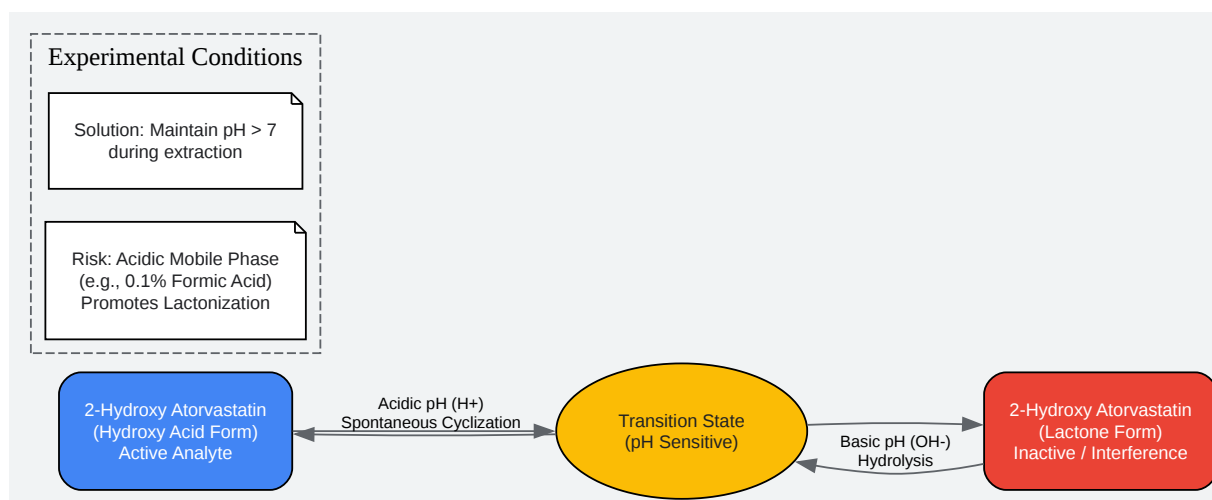 Experimental Conditions
Solution: Maintain pH > 7
during extraction
Risk: Acidic Mobile Phase
(e.g., 0.1% Formic Acid)
Promotes Lactonization
2-Hydroxy Atorvastatin
(Hydroxy Acid Form)
Active Analyte
Acidic pH (H+)
Spontaneous Cyclization
Transition State
(pH Sensitive)
Basic pH (OH-)
Hydrolysis
2-Hydroxy Atorvastatin
(Lactone Form)
Inactive / Interference